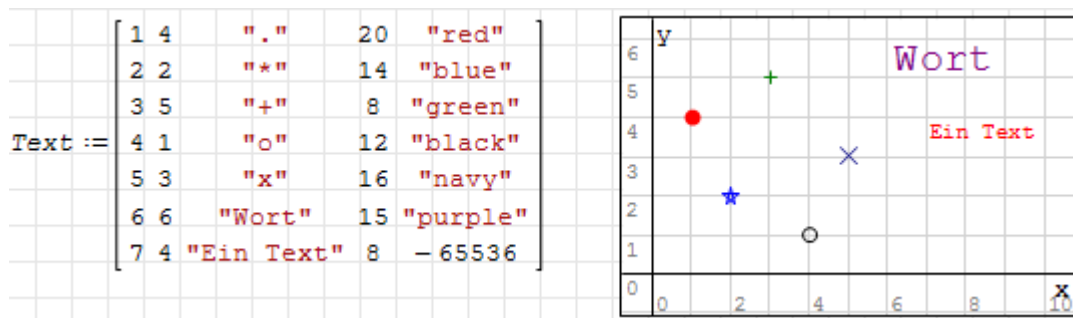 1 4 "." 20 "red"
2 2 "*" 14 "blue"
3 5 "+" 8 "green"
Text := 4 1 "o" 12 "black"
5 3 "x" 16 "navy"
6 6 "Wort" 15 "purple"
7 4 "Ein Text" 8 -65536
y
6
Wort
5
4
Ein Text
3
2
1
0
x
0 2 4 6 8 10